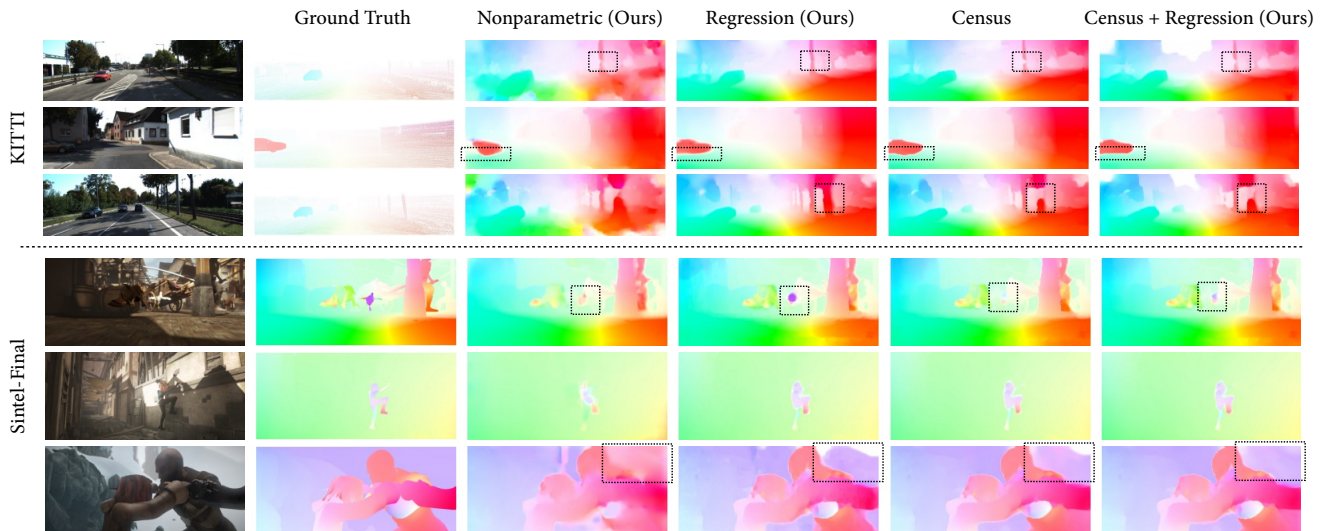 Ground Truth
Nonparametric (Ours)
Regression (Ours)
Census
Census + Regression (Ours)
KITTI
Sintel-Final